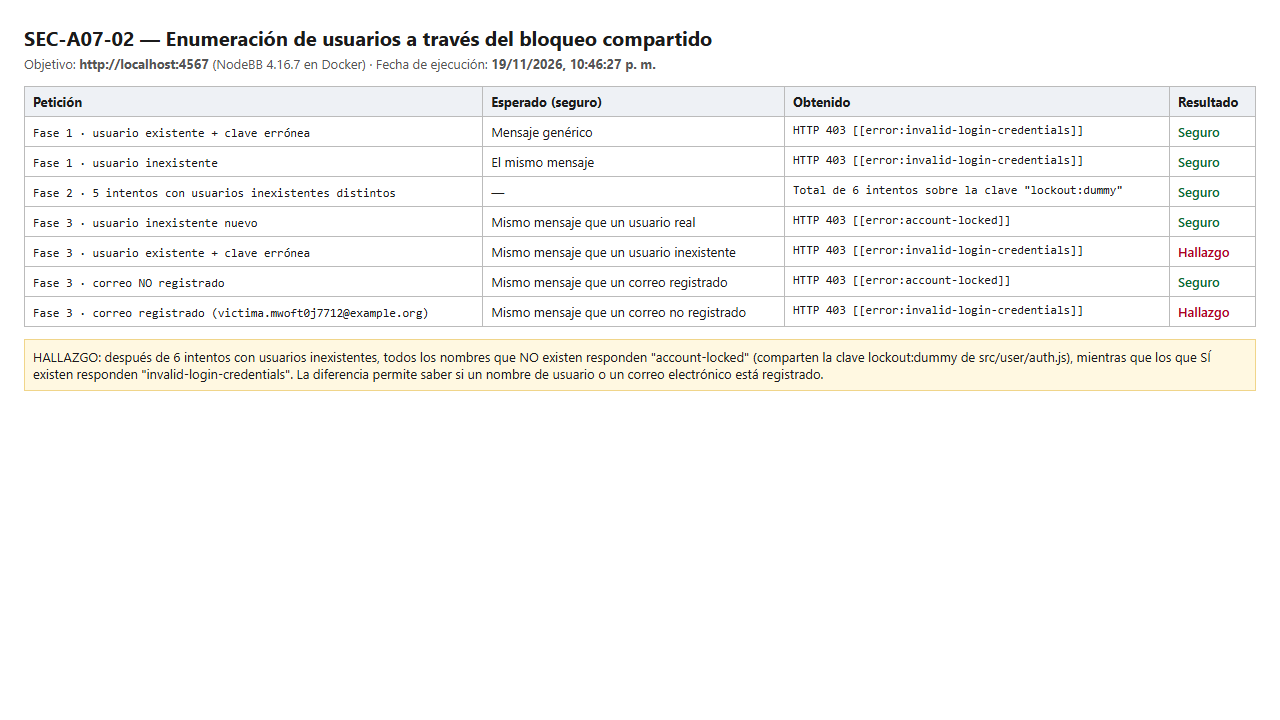 SEC-A07-02 — Enumeración de usuarios a través del bloqueo compartido
Objetivo: http://localhost:4567 (NodeBB 4.16.7 en Docker) · Fecha de ejecución: 19/11/2026, 10:46:27 p. m.
Petición Esperado (seguro) Obtenido Resultado
Fase 1 · usuario existente + clave errónea Mensaje genérico HTTP 403 [[error:invalid-login-credentials]] Seguro
Fase 1 · usuario inexistente El mismo mensaje HTTP 403 [[error:invalid-login-credentials]] Seguro
Fase 2 · 5 intentos con usuarios inexistentes distintos — Total de 6 intentos sobre la clave "lockout:dummy" Seguro
Fase 3 · usuario inexistente nuevo Mismo mensaje que un usuario real HTTP 403 [[error:account-locked]] Seguro
Fase 3 · usuario existente + clave errónea Mismo mensaje que un usuario inexistente HTTP 403 [[error:invalid-login-credentials]] Hallazgo
Fase 3 · correo NO registrado Mismo mensaje que un correo registrado HTTP 403 [[error:account-locked]] Seguro
Fase 3 · correo registrado (victima.mwoft0j7712@example.org) Mismo mensaje que un correo no registrado HTTP 403 [[error:invalid-login-credentials]] Hallazgo
HALLAZGO: después de 6 intentos con usuarios inexistentes, todos los nombres que NO existen responden "account-locked" (comparten la clave lockout:dummy de src/user/auth.js), mientras que los que SÍ
existen responden "invalid-login-credentials". La diferencia permite saber si un nombre de usuario o un correo electrónico está registrado.